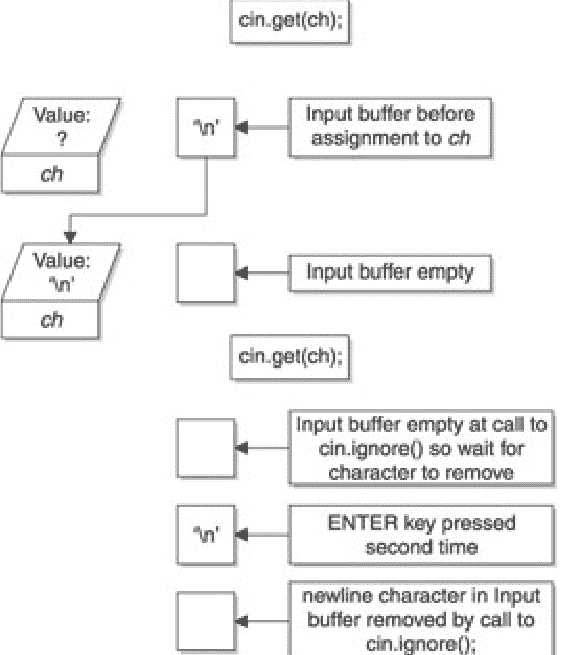 cin.get(ch);
Value:
?
ch
'\n'
Input buffer before
assignment to ch
Value:
'\n'
ch
Input buffer empty
cin.get(ch);
Input buffer empty at call to
cin.ignore() so wait for
character to remove
'\n'
ENTER key pressed
second time
newline character in Input
buffer removed by call to
cin.ignore();